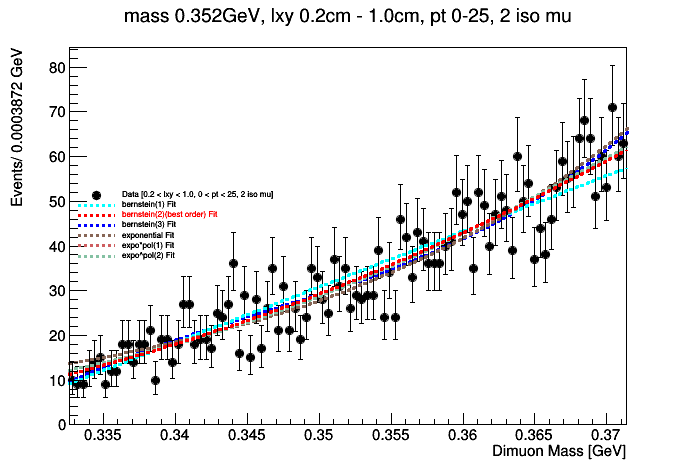 mass 0.352GeV, lxy 0.2cm - 1.0cm, pt 0-25, 2 iso mu
Events/ 0.0003872 GeV
80
70
60
50
40
30
20
10
0
Data [0.2 < lxy < 1.0, 0 < pt < 25, 2 iso mu]
bernstein(1) Fit
bernstein(2)(best order) Fit
bernstein(3) Fit
exponential Fit
expo*pol(1) Fit
expo*pol(2) Fit
0.335 0.34 0.345 0.35 0.355 0.36 0.365 0.37
Dimuon Mass [GeV]